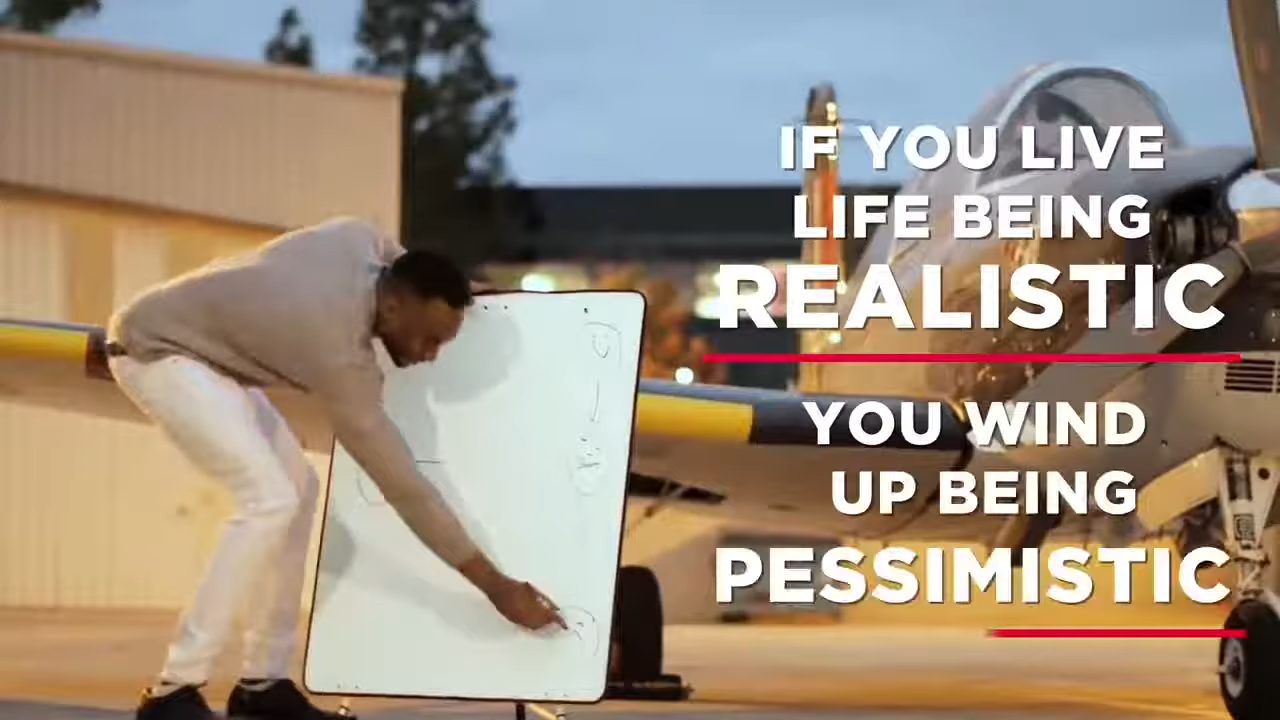 IF YOU LIVE
LIFE BEING
REALISTIC
YOU WIND
UP BEING
PESSIMISTIC